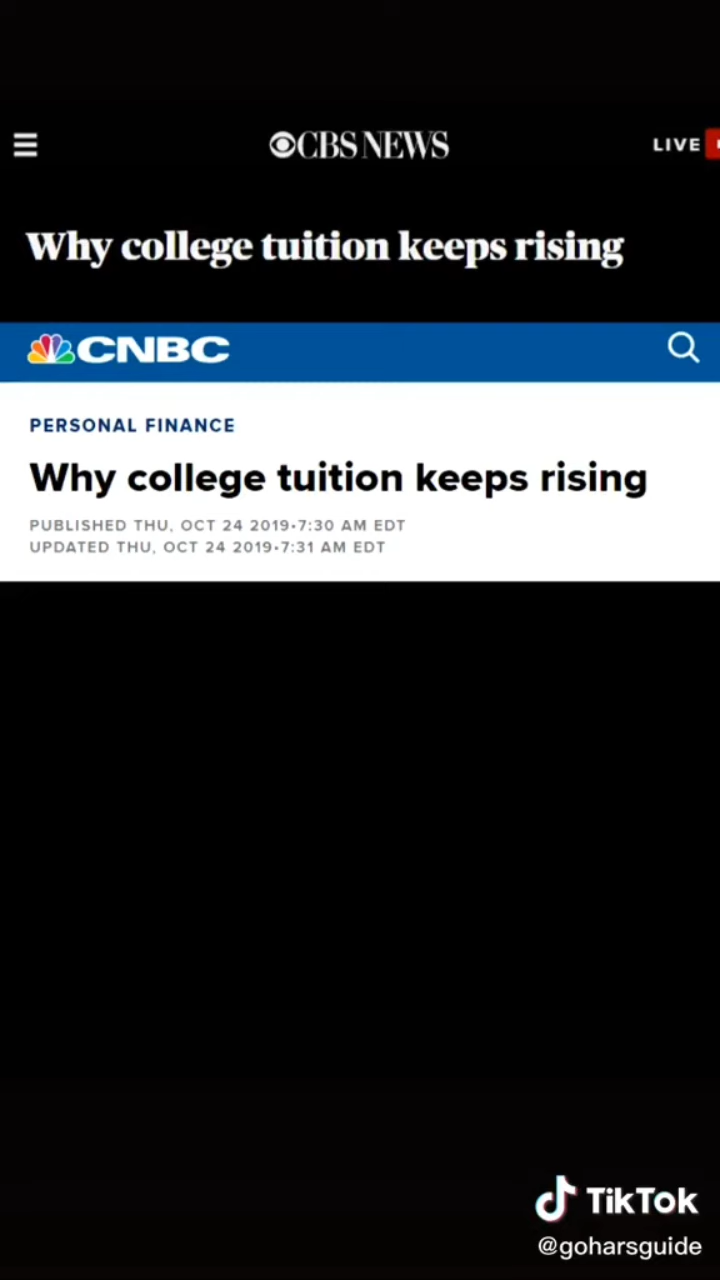 CBS NEWS
LIVE
Why college tuition keeps rising
CNBC
PERSONAL FINANCE
Why college tuition keeps rising
PUBLISHED THU, OCT 24 2019•7:30 AM EDT
UPDATED THU, OCT 24 2019•7:31 AM EDT
TikTok
@goharsguide